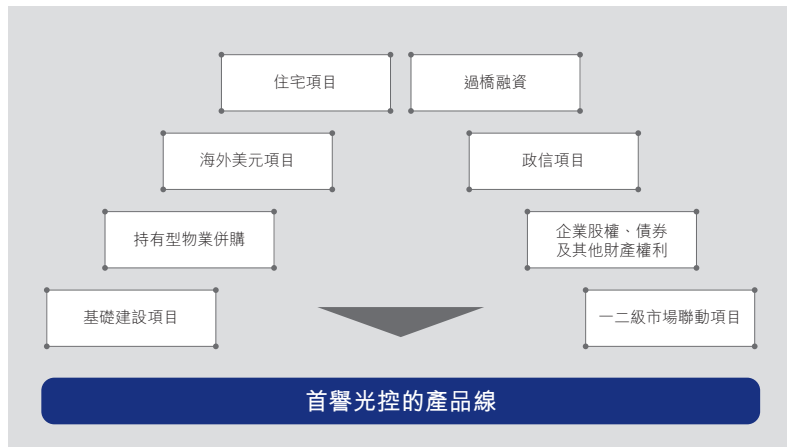 住宅項目
過橋融資
海外美元項目
政信項目
持有型物業併購
企業股權、債券
及其他財產權利
基礎建設項目
一二級市場聯動項目
首譽光控的產品線